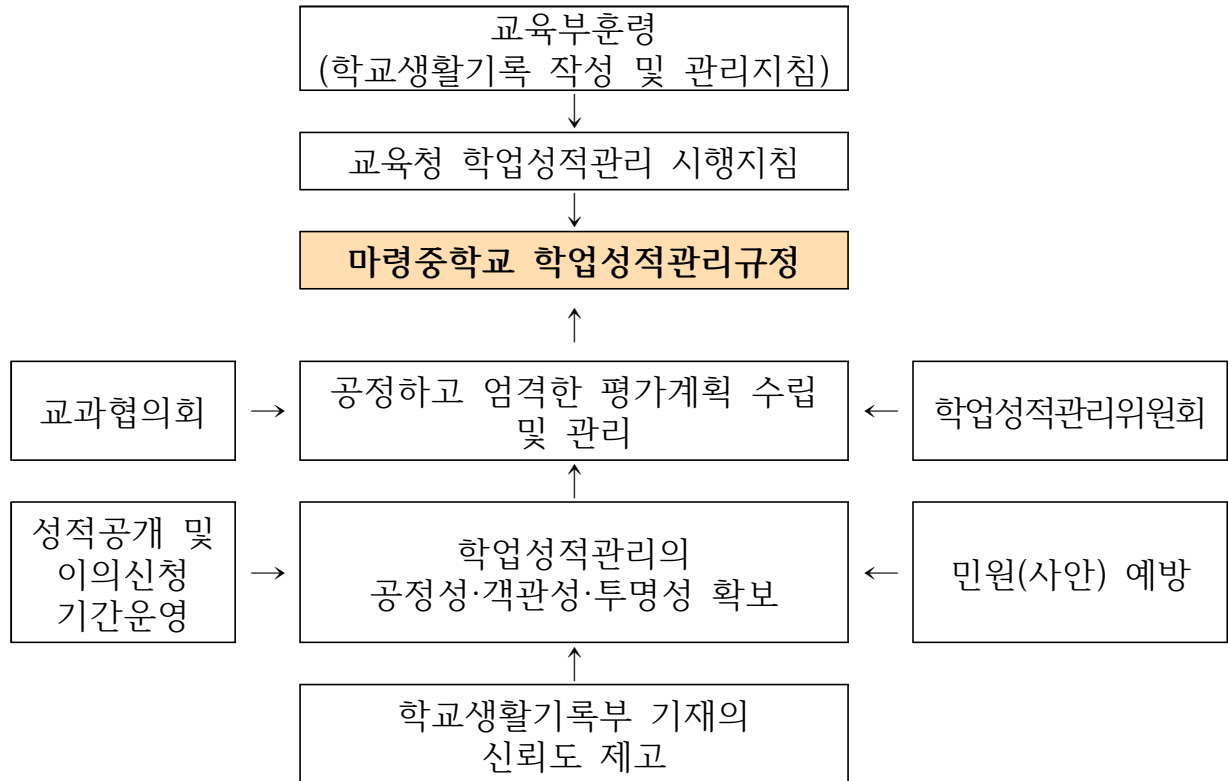 교육부훈령
(학교생활기록 작성 및 관리지침)
↓
교육청 학업성적관리 시행지침
↓
마령중학교 학업성적관리규정
↑
교과협의회
→
공정하고 엄격한 평가계획 수립
및 관리
←
학업성적관리위원회
↑
성적공개 및
이의신청
기간운영
→
학업성적관리의
공정성·객관성·투명성 확보
←
민원(사안) 예방
↑
학교생활기록부 기재의
신뢰도 제고